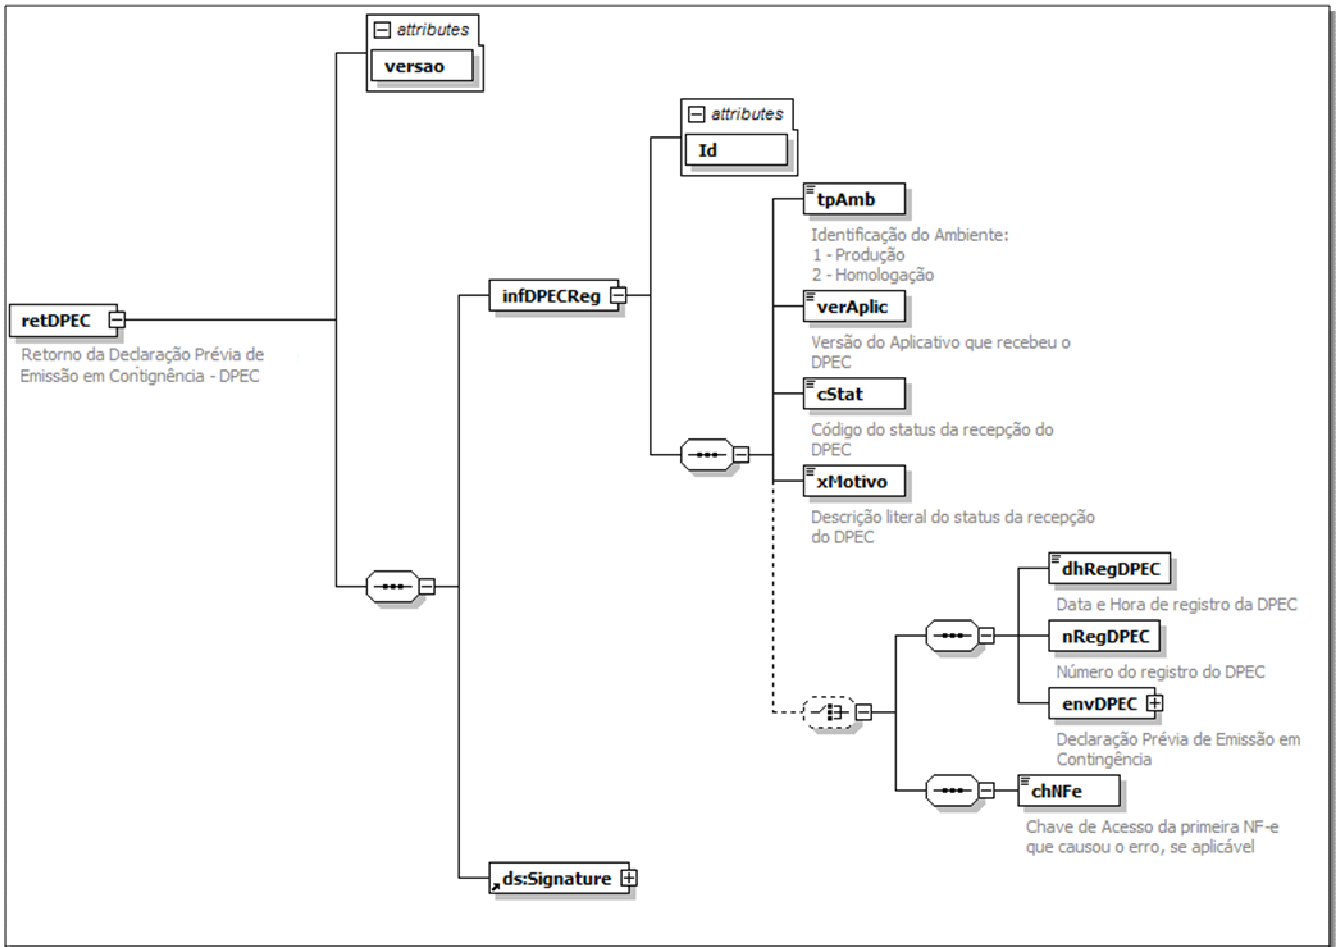 attributes
versao
attributes
Id
tpAmb
Identificação do Ambiente:
1 - Produção
2 - Homologação
infDPECReg
verAplic
retDPEC
Versão do Aplicativo que recebeu o
DPEC
Retorno da Declaração Prévia de
Emissão em Contignência - DPEC
cStat
Código do status da recepção do
DPEC
xMotivo
Descrição literal do status da recepção
do DPEC
dhRegDPEC
Data e Hora de registro da DPEC
nRegDPEC
Número do registro do DPEC
envDPEC
Declaração Prévia de Emissão em
Contingência
chNFe
Chave de Acesso da primeira NF-e
que causou o erro, se aplicável
ds:Signature